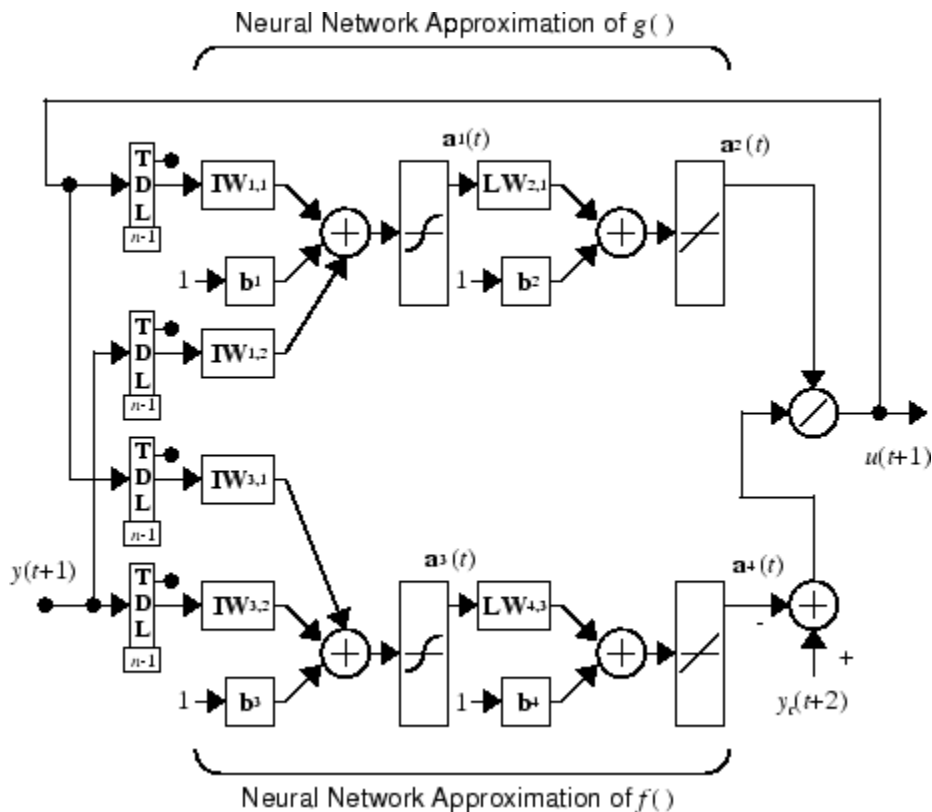 Neural Network Approximation of g()
a1(t)
a2(t)
T
D
L
n-1
IW1,1
LW2,1
1
b1
1
b2
T
D
L
n-1
IW1,2
u(t+1)
T
D
L
n-1
IW3,1
y(t+1)
a3(t)
a4(t)
T
D
L
n-1
IW3,2
LW4,3
-
+
1
b3
1
b4
yr(t+2)
Neural Network Approximation of f()